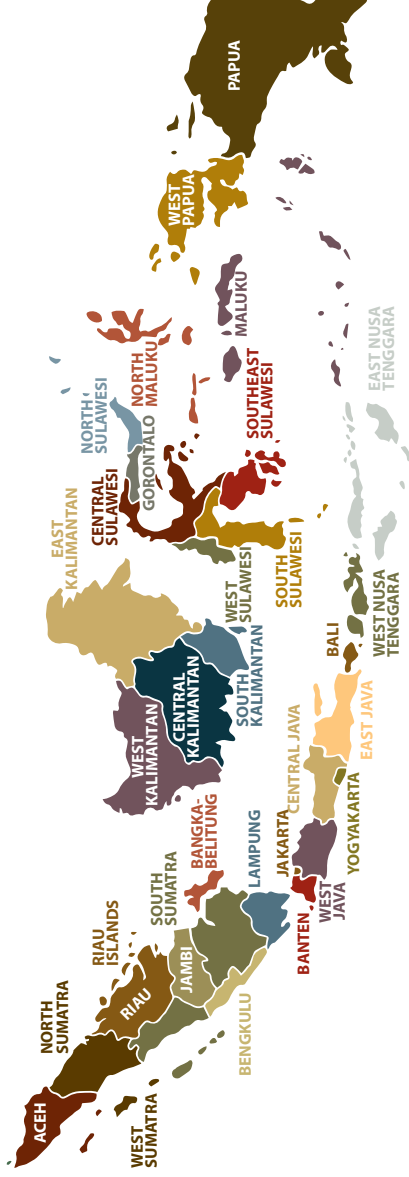 ACEH
NORTH
SUMATRA
WEST
SUMATRA
RIAU
RIAU
ISLANDS
JAMBI
BENGKULU
SOUTH
SUMATRA
BANGKA-
BELITUNG
LAMPUNG
BANTEN
JAKARTA
WEST
JAVA
CENTRAL JAVA
YOGYAKARTA
EAST JAVA
BALI
WEST NUSA
TENGGARA
EAST NUSA
TENGGARA
WEST
KALIMANTAN
CENTRAL
KALIMANTAN
SOUTH
KALIMANTAN
EAST
KALIMANTAN
WEST
SULAWESI
SOUTH
SULAWESI
CENTRAL
SULAWESI
GORONTALO
NORTH
SULAWESI
SOUTHEAST
SULAWESI
NORTH
MALUKU
MALUKU
WEST
PAPUA
PAPUA